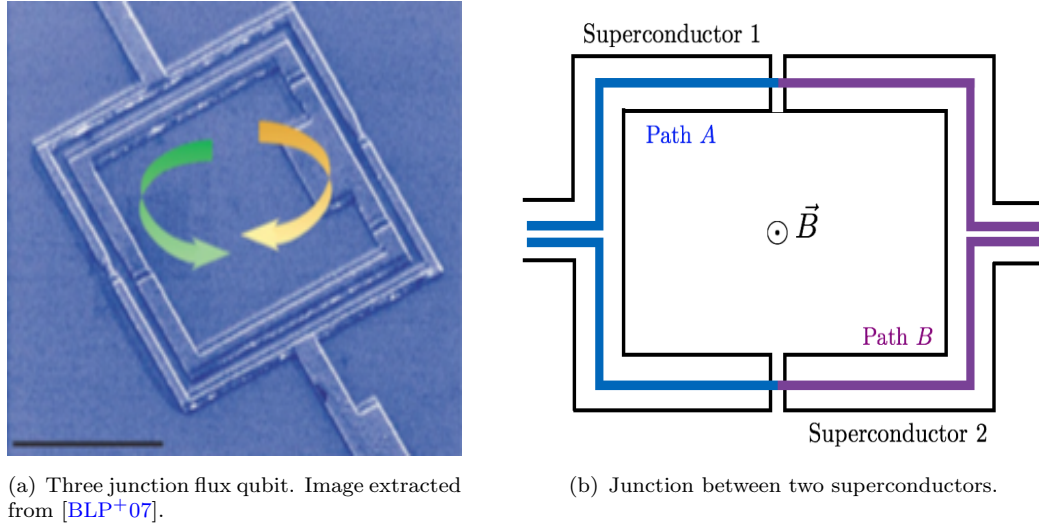 Superconductor 1
Path A
B
Path B
Superconductor 2
(a) Three junction flux qubit. Image extracted
from [BLP+07].
(b) Junction between two superconductors.